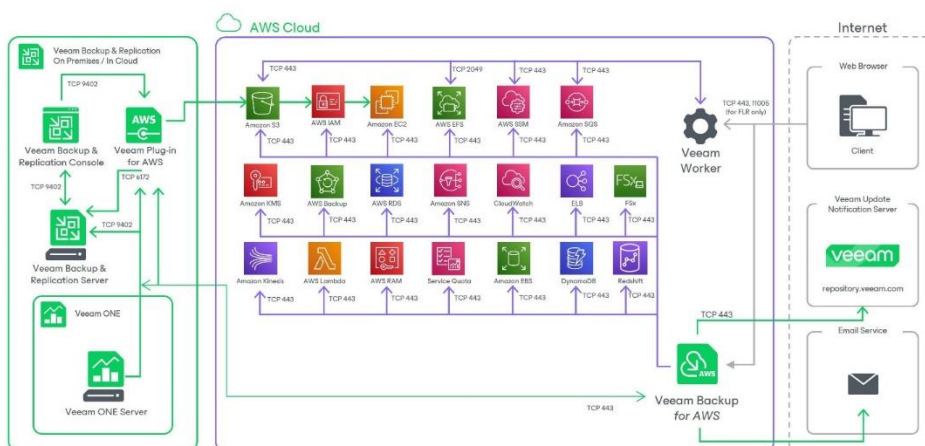 AWS Cloud
Internet
Veeam Backup & Replication
On Premises / In Cloud
TCP 9402
AWS
Veeam Backup &
Replication Console
Veeam Plug-in
for AWS
TCP 9402
TCP 6172
TCP 9402
Veeam Backup &
Replication Server
Veeam ONE
Veeam ONE Server
TCP 443
TCP 2049
TCP 443
TCP 443
Amazon S3
AWS IAM
Amazon EC2
AWS EFS
AWS SSM
Amazon SQS
TCP 443
TCP 443
TCP 443
TCP 443
TCP 443
TCP 443
Veeam
Worker
TCP 443, 11005
(for FLR only)
Amazon KMS
AWS Backup
AWS RDS
Amazon SNS
CloudWatch
ELB
FSx
FSx
TCP 443
TCP 443
TCP 443
TCP 443
TCP 443
TCP 443
TCP 443
Amazon Kinesis
AWS Lambda
AWS RAM
Service Quota
Amazon EBS
DynamoDB
Redshift
TCP 443
TCP 443
TCP 443
TCP 443
TCP 443
TCP 443
TCP 443
TCP 443
TCP 443
AWS
Veeam Backup
for AWS
Web Browser
Client
Veeam Update
Notification Server
veeam
repository.veeam.com
Email Service